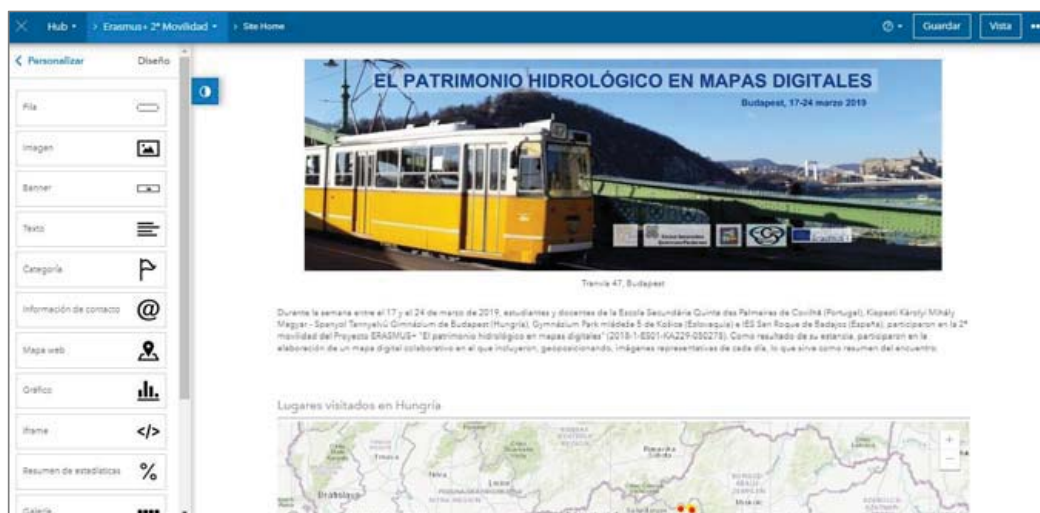 Hub
> Erasmus+ 2ª Movilidad
> Site Home
Guardar
Vista
Personalizar
Diseño
Fila
Imagen
Banner
Texto
Categoría
Información de contacto
Mapa web
Gráfico
Iframe
Resumen de estadísticas
Galería
EL PATRIMONIO HIDROLÓGICO EN MAPAS DIGITALES
Budapest, 17-24 marzo 2019
Erasmus+
Tranvía 47, Budapest
Durante la semana entre el 17 y el 24 de marzo de 2019, estudiantes y docentes de la Escola Secundária Quinta das Palmeiras de Covilhã (Portugal), Kispesti Károlyi Mihály
Magyar - Spanyol Tannyelvű Gimnázium de Budapest (Hungría), Gymnázium Park mládeže 5 de Košice (Eslovaquia) e IES San Roque de Badajoz (España), participaron en la 2ª
movilidad del Proyecto ERASMUS+ "El patrimonio hidrológico en mapas digitales" (2018-1-ES01-KA229-050278). Como resultado de su estancia, participaron en la
elaboración de un mapa digital colaborativo en el que incluyeron, geoposicionando, imágenes representativas de cada día, lo que sirve como resumen del encuentro.
Lugares visitados en Hungría
Trnava
Nitra
Levice
Bratislava
Rimavská Sobota
Miskolc